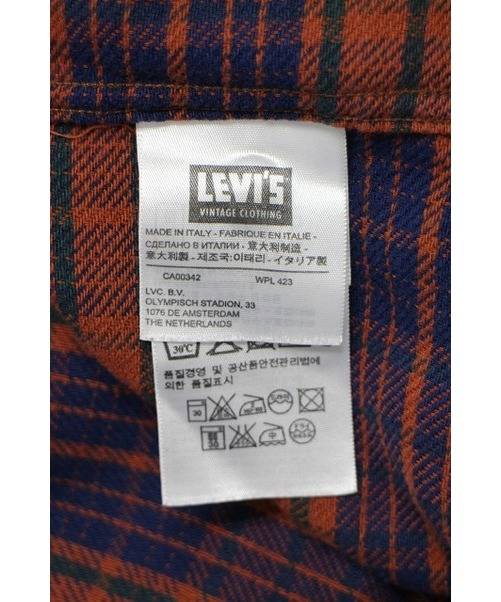 LEVI'S
VINTAGE CLOTHING
MADE IN ITALY - FABRIQUE EN ITALIE -
СДЕЛАНО В ИТАЛИИ - 意大利制造 -
意大利製 - 제조국:이태리 - イタリア製
CA00342 WPL 423
LVC. B.V.
OLYMPISCH STADION, 33
1076 DE AMSTERDAM
THE NETHERLANDS
30℃
품질경영 및 공산품안전관리법에
의한 품질표시
30
中